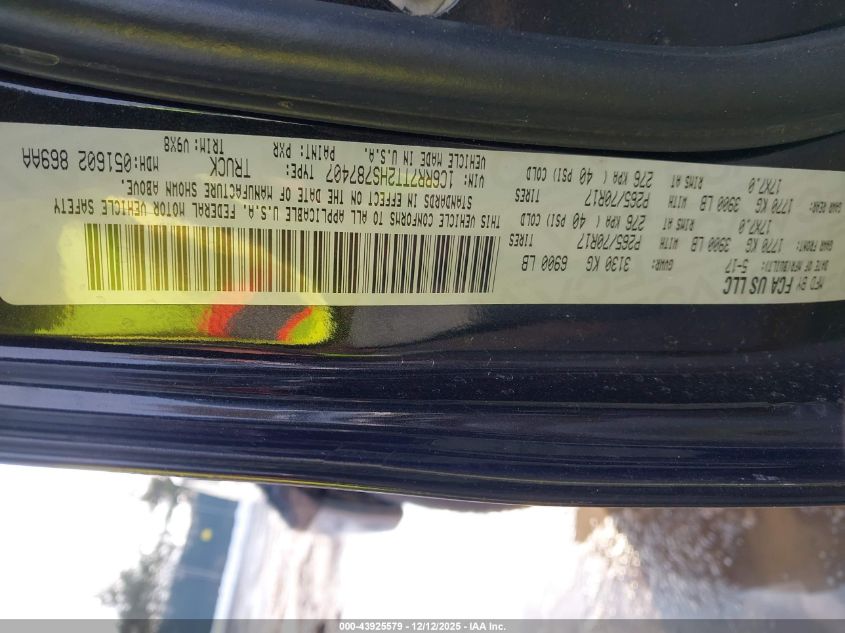 MFD BY FCA US LLC
DATE OF MFR(BUILT): 5-17 GVWR: 3130 KG 6900 LB
GAWR FRONT: 1770 KG 3900 LB WITH P265/70R17 TIRES
17X7.0 RIMS AT 276 KPA ( 40 PSI) COLD
GAWR REAR: 1770 KG 3900 LB WITH P265/70R17 TIRES
17X7.0 RIMS AT 276 KPA ( 40 PSI) COLD
THIS VEHICLE CONFORMS TO ALL APPLICABLE U.S.A. FEDERAL MOTOR VEHICLE SAFETY
STANDARDS IN EFFECT ON THE DATE OF MANUFACTURE SHOWN ABOVE.
VIN: 1C6RR7TT2HS787407 TYPE: TRUCK MDH:051602 869AA
VEHICLE MADE IN U.S.A. PAINT: PXR TRIM:V9X8
000-43925579 - 12/12/2025 - IAA Inc.